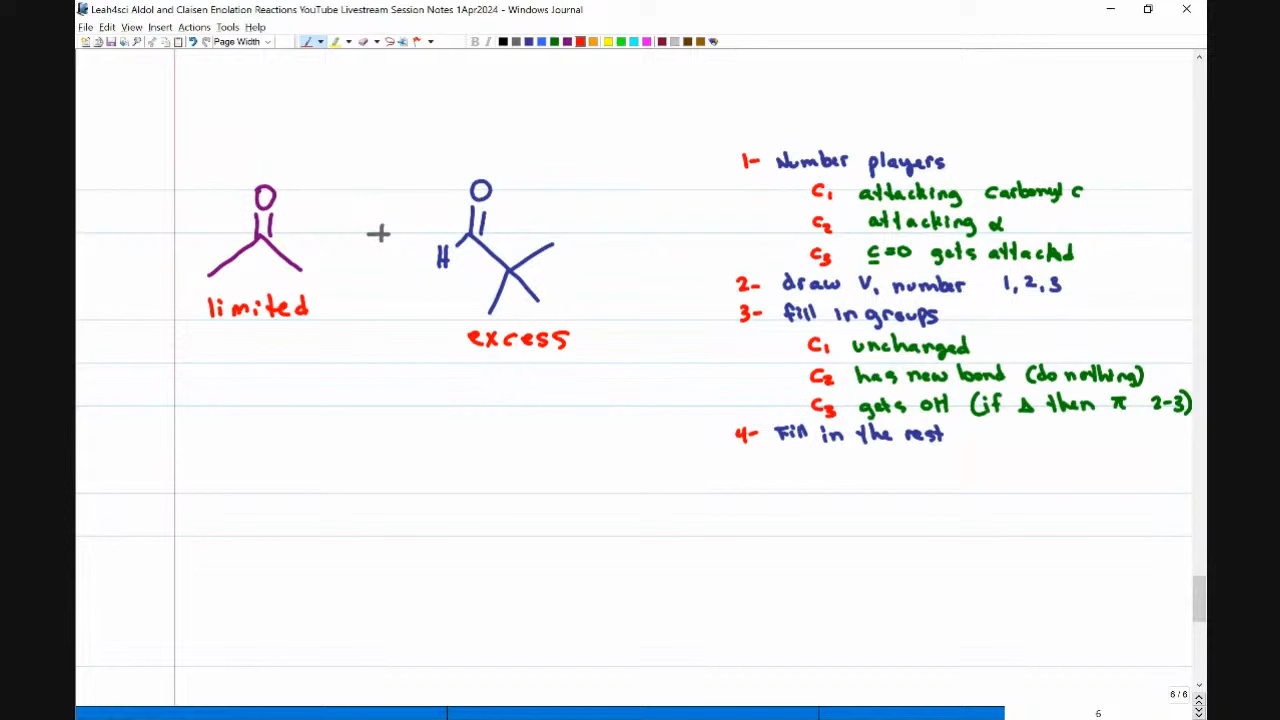 Leah4sci Aldol and Claisen Enolation Reactions YouTube Livestream Session Notes 1Apr2024 - Windows Journal
File Edit View Insert Actions Tools Help
Page Width
B I
O
H
limited
+
O
excess
1- Number players
C1 attacking carbonyl c
C2 attacking α
C3 c=0 gets attackd
2- draw V, number 1,2,3
3- fill in groups
C1 unchanged
C2 has new bond (do nothing)
C3 gets OH (if Δ then π 2-3)
4- Fill in the rest
6 / 6
6